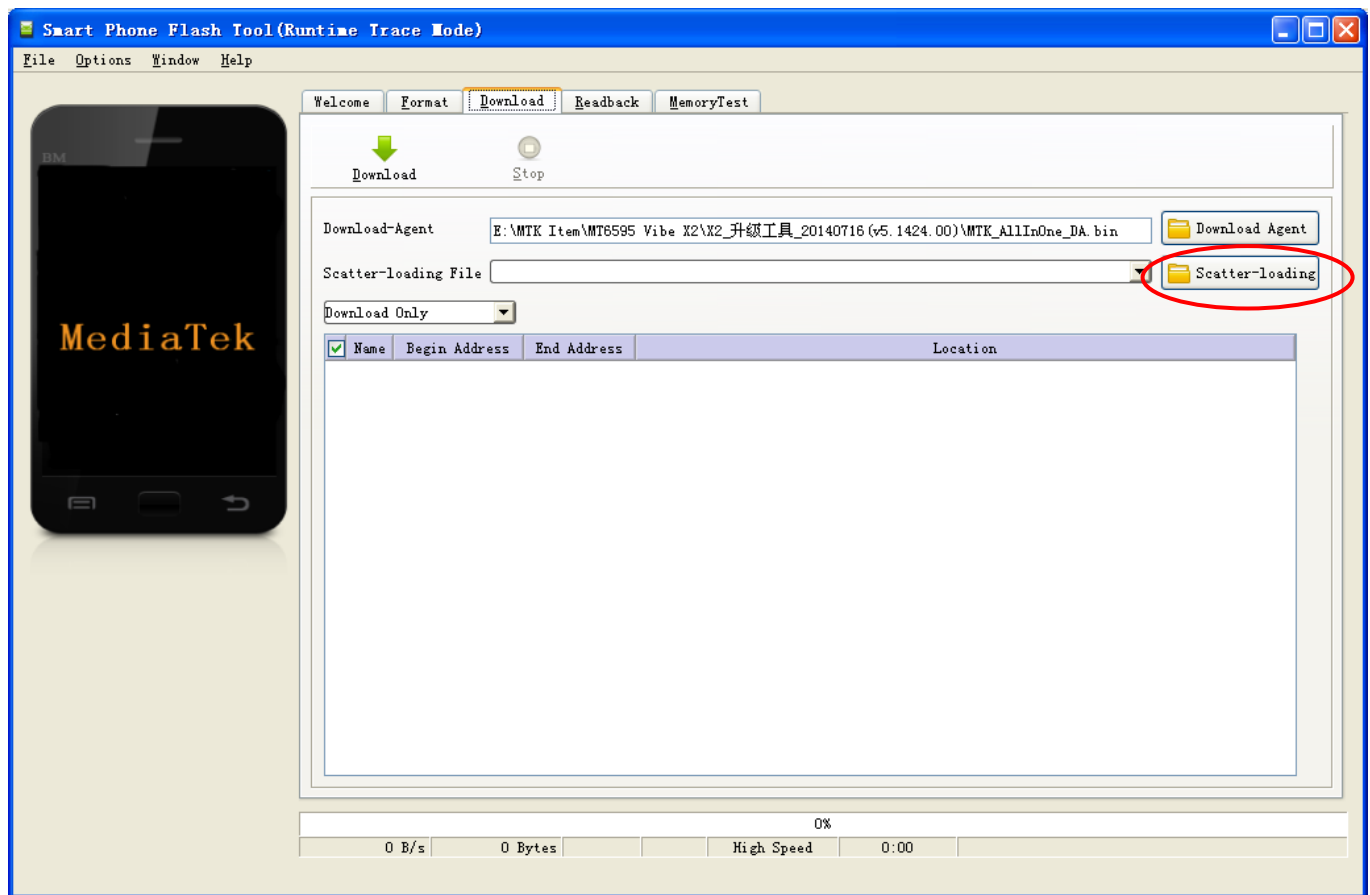 Smart Phone Flash Tool(Runtime Trace Mode)
File Options Window Help
Welcome Format Download Readback MemoryTest
BM
Download Stop
Download-Agent E:\MTK Item\MT6595 Vibe X2\X2_升级工具_20140716(v5.1424.00)\MTK_AllInOne_DA.bin Download Agent
Scatter-loading File Scatter-loading
Download Only
MediaTek
Name Begin Address End Address Location
0%
0 B/s 0 Bytes High Speed 0:00